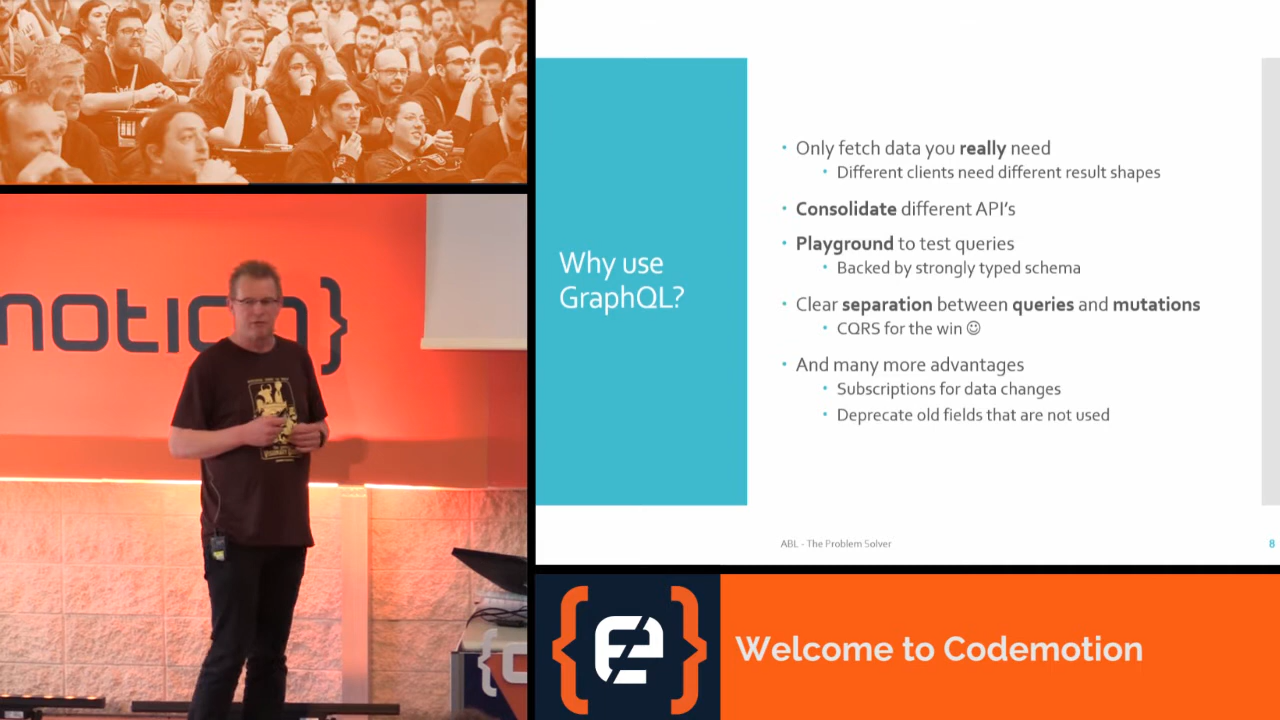 motion}
Why use
GraphQL?
• Only fetch data you really need
• Different clients need different result shapes
• Consolidate different API's
• Playground to test queries
• Backed by strongly typed schema
• Clear separation between queries and mutations
• CQRS for the win ☺
• And many more advantages
• Subscriptions for data changes
• Deprecate old fields that are not used
ABL - The Problem Solver
8
Welcome to Codemotion